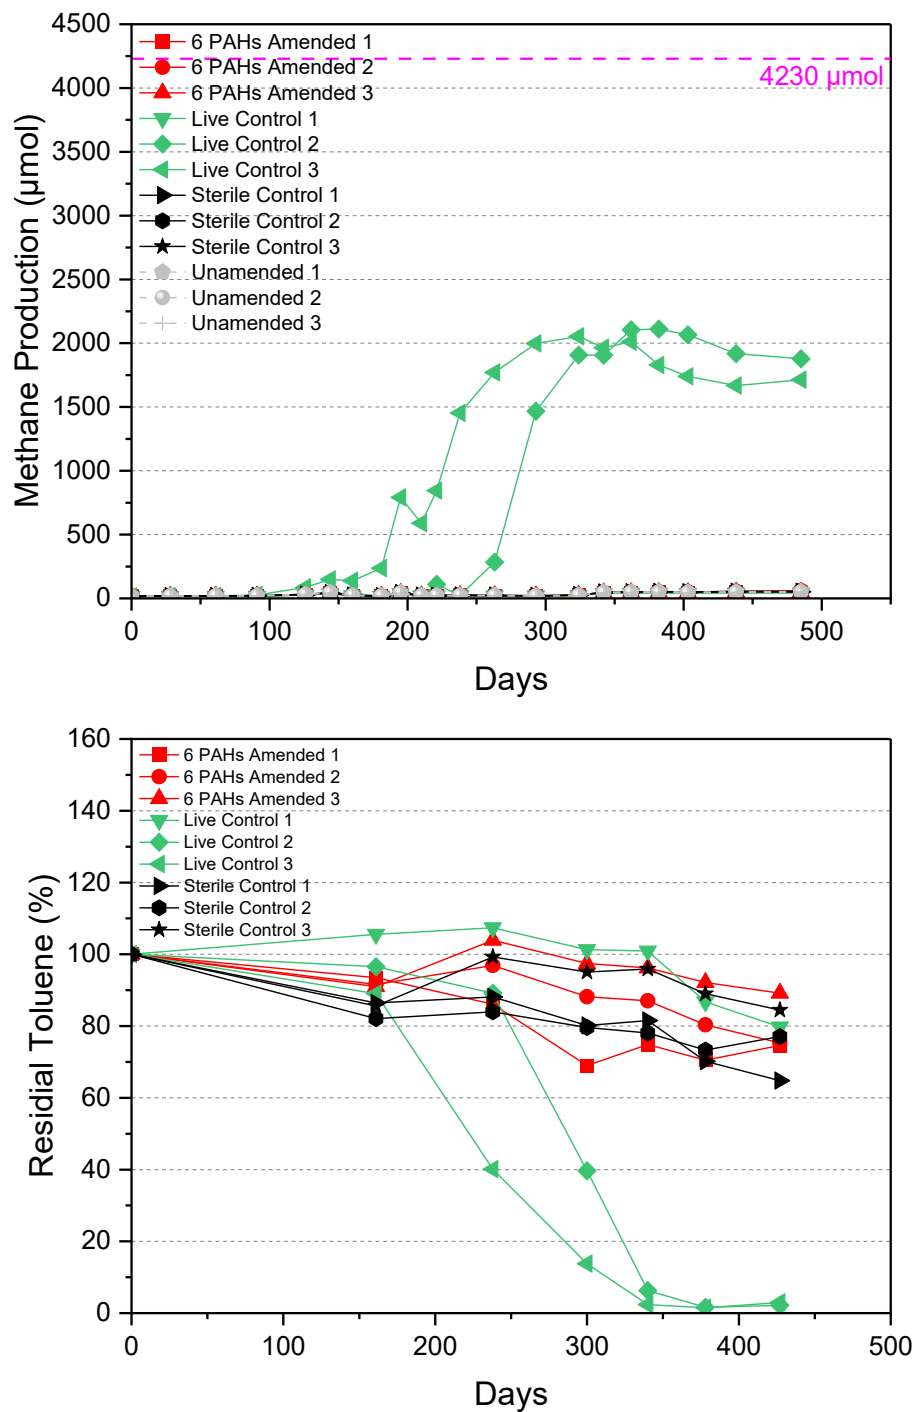 4500
4000
3500
3000
2500
2000
1500
1000
500
0
Methane Production (µmol)
6 PAHs Amended 1
6 PAHs Amended 2
6 PAHs Amended 3
Live Control 1
Live Control 2
Live Control 3
Sterile Control 1
Sterile Control 2
Sterile Control 3
Unamended 1
Unamended 2
Unamended 3
4230 µmol
0 100 200 300 400 500
Days
160
140
120
100
80
60
40
20
0
Residial Toluene (%)
6 PAHs Amended 1
6 PAHs Amended 2
6 PAHs Amended 3
Live Control 1
Live Control 2
Live Control 3
Sterile Control 1
Sterile Control 2
Sterile Control 3
0 100 200 300 400 500
Days